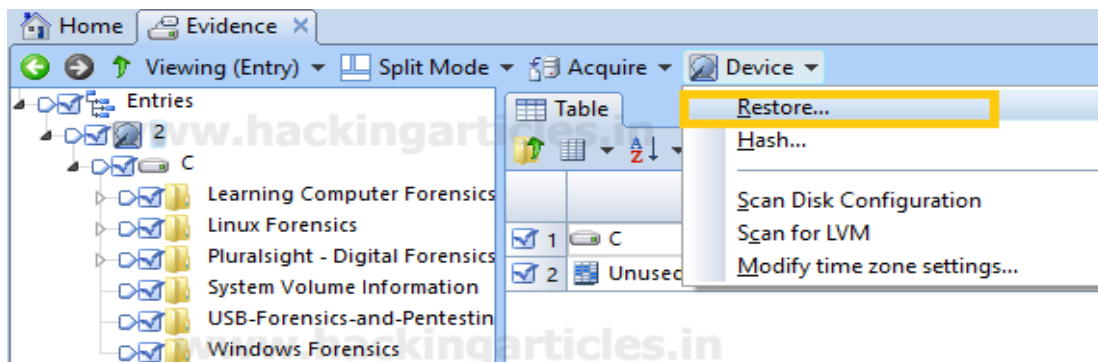 Home Evidence
Viewing (Entry) Split Mode Acquire Device
Entries
2
C
Learning Computer Forensics
Linux Forensics
Pluralsight - Digital Forensics
System Volume Information
USB-Forensics-and-Pentestin
Windows Forensics
Table
1 C
2 Unused
Restore...
Hash...
Scan Disk Configuration
Scan for LVM
Modify time zone settings...
www.hackingarticles.in
www.hackingarticles.in